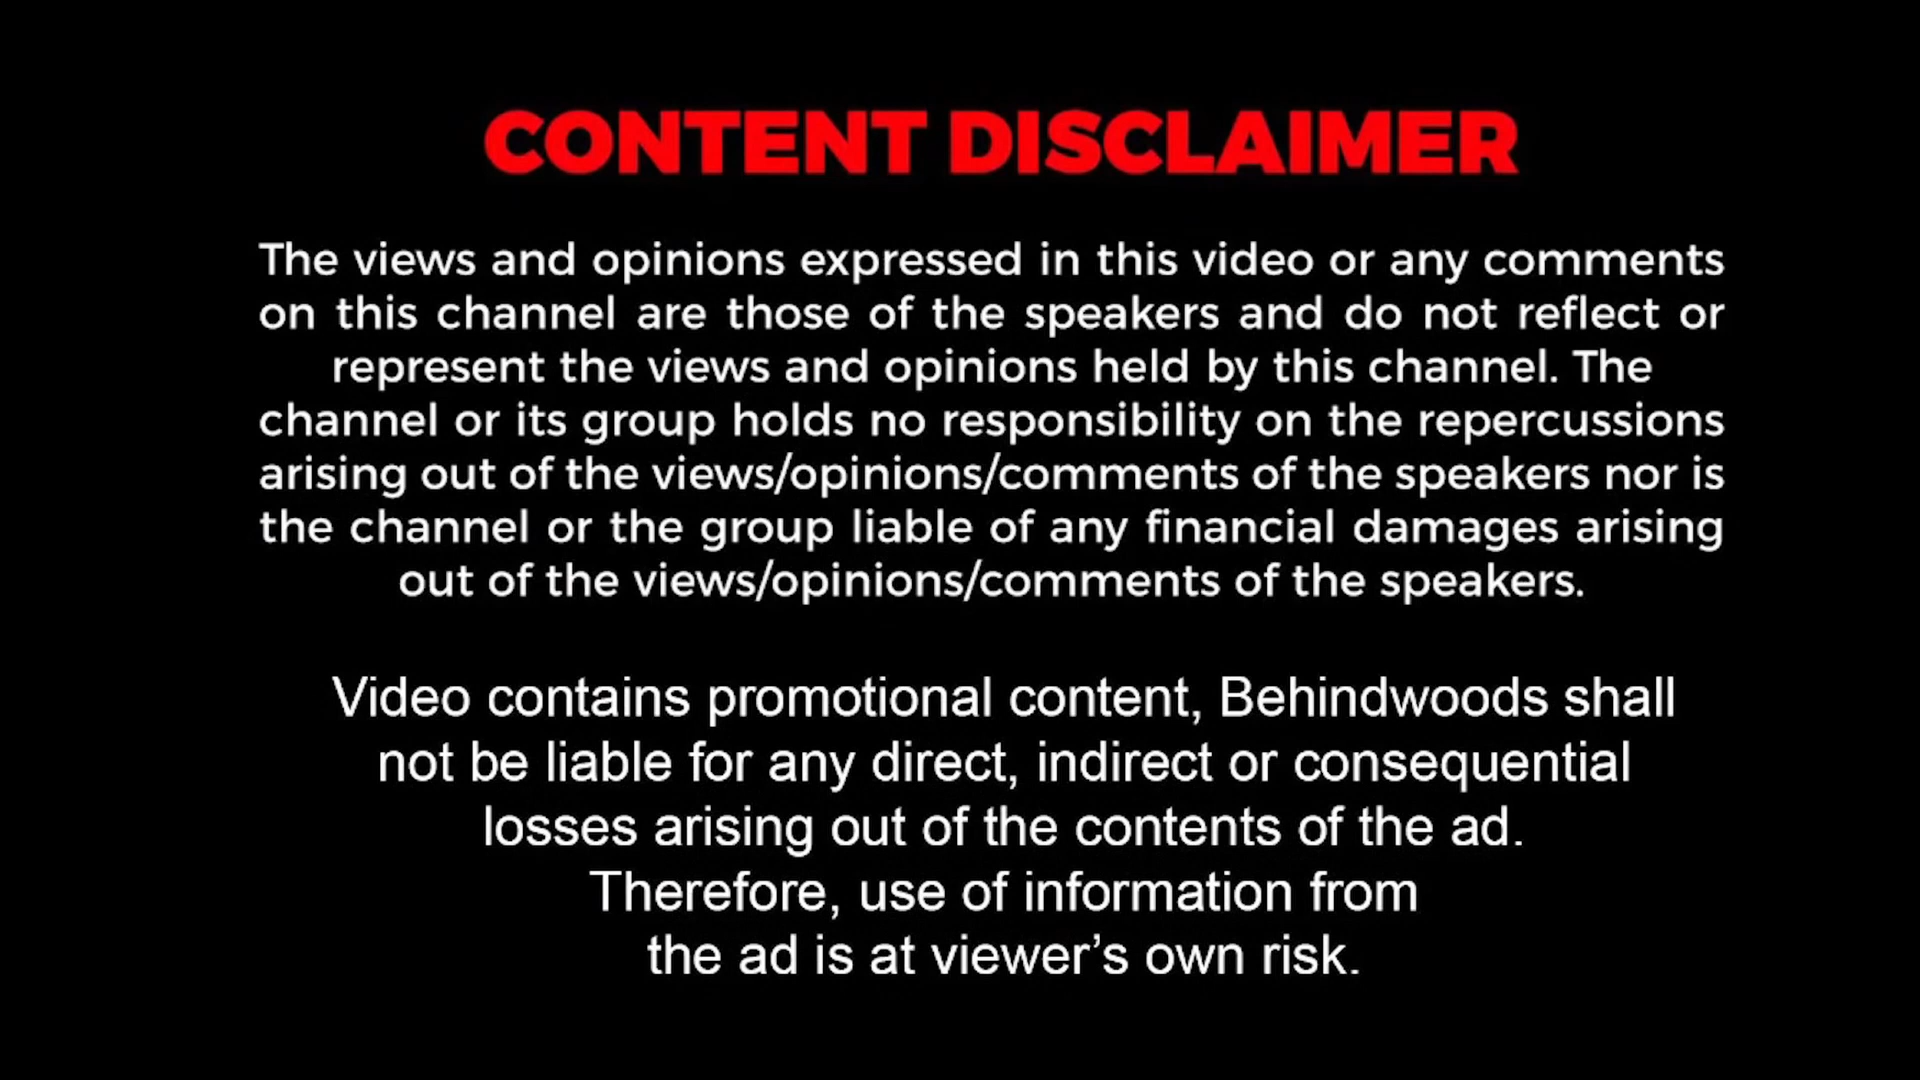 CONTENT DISCLAIMER
The views and opinions expressed in this video or any comments
on this channel are those of the speakers and do not reflect or
represent the views and opinions held by this channel. The
channel or its group holds no responsibility on the repercussions
arising out of the views/opinions/comments of the speakers nor is
the channel or the group liable of any financial damages arising
out of the views/opinions/comments of the speakers.
Video contains promotional content, Behindwoods shall
not be liable for any direct, indirect or consequential
losses arising out of the contents of the ad.
Therefore, use of information from
the ad is at viewer’s own risk.